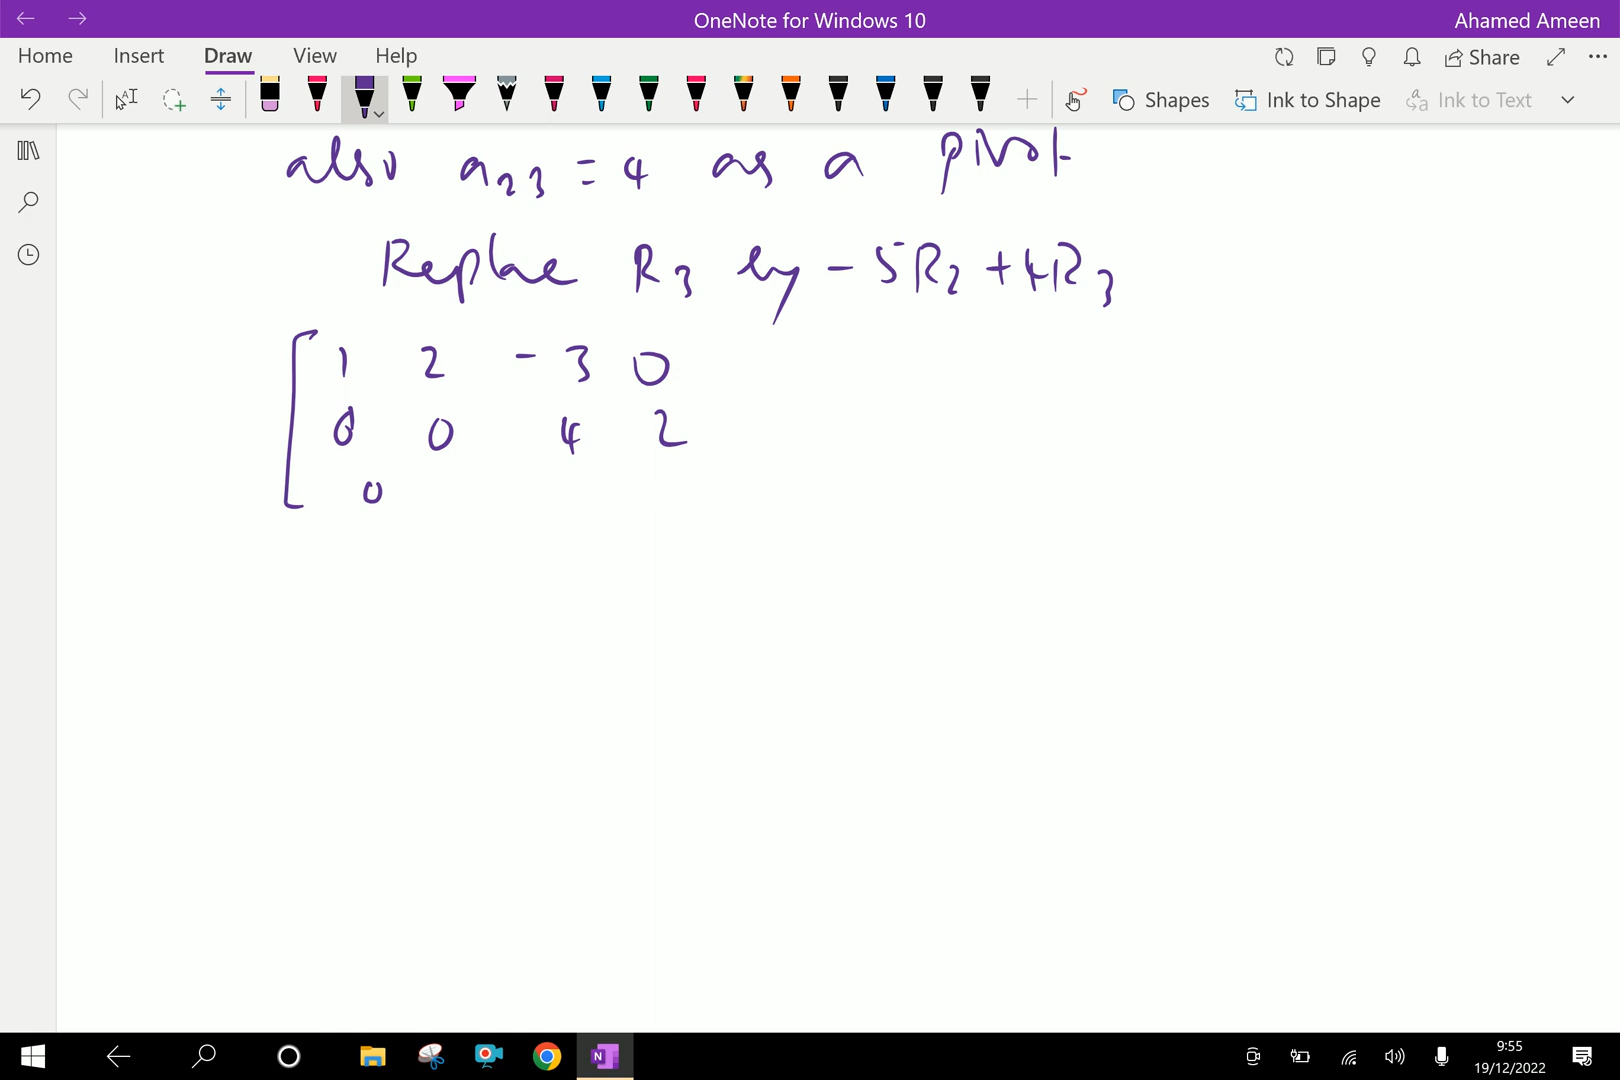 OneNote for Windows 10
Ahamed Ameen
Home Insert Draw View Help
Share
Shapes Ink to Shape Ink to Text
also a₂₃ = 4 as a pivot
Replae R₃ by - 5R₂ + 4R₃
1 2 - 3 0
0 0 4 2
0
9:55
19/12/2022